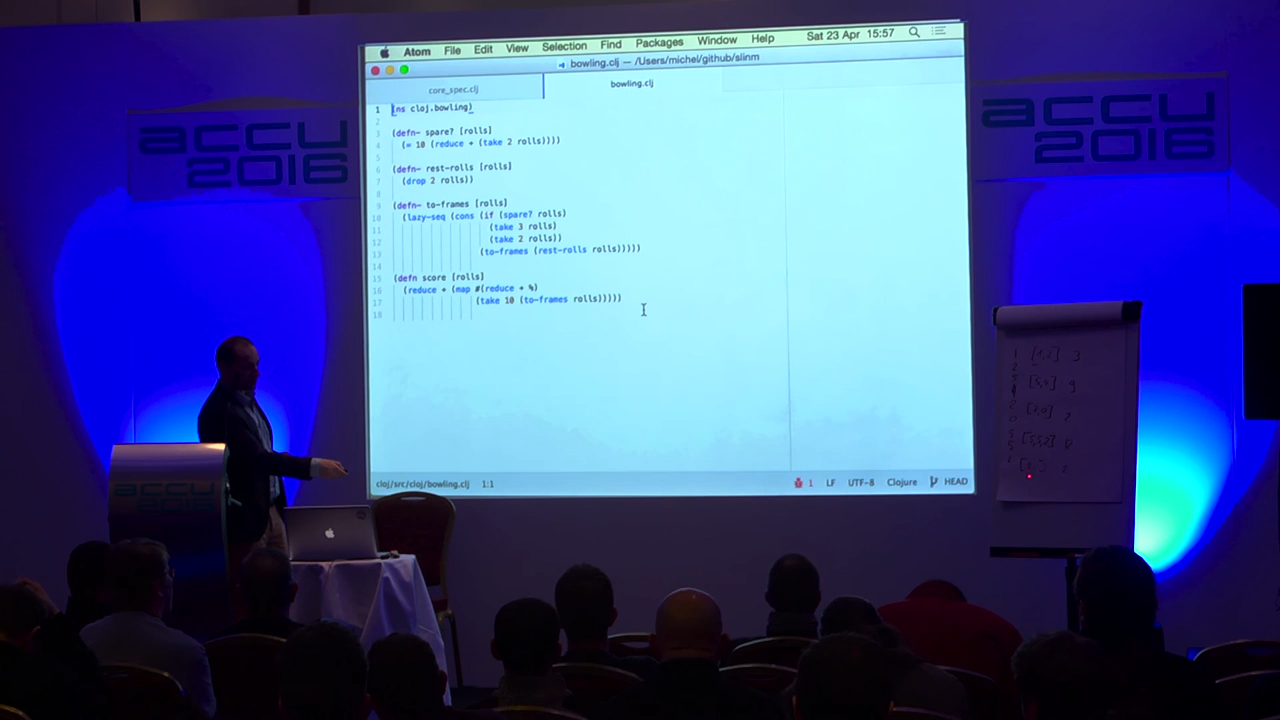 Atom File Edit View Selection Find Packages Window Help Sat 23 Apr 15:57
bowling.clj — /Users/michel/github/slinm
core_spec.clj bowling.clj
1 (ns cloj.bowling)
2
3 (defn- spare? [rolls]
4 (= 10 (reduce + (take 2 rolls))))
5
6 (defn- rest-rolls [rolls]
7 (drop 2 rolls))
8
9 (defn- to-frames [rolls]
10 (lazy-seq (cons (if (spare? rolls)
11 (take 3 rolls)
12 (take 2 rolls))
13 (to-frames (rest-rolls rolls)))))
14
15 (defn score [rolls]
16 (reduce + (map #(reduce + %)
17 (take 10 (to-frames rolls)))))
18
cloj/src/cloj/bowling.clj 1:1 1 LF UTF-8 Clojure HEAD
accu
2016
accu
2016
accu
2016